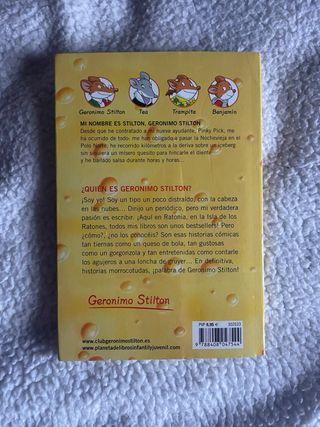 Geronimo Stilton Tea Trampita Benjamín
MI NOMBRE ES STILTON, GERONIMO STILTON
Desde que he contratado a mi nueva ayudante, Pinky Pick, me
ha ocurrido de todo: me han obligado a pasar la Nochevieja en el
Polo Norte, he recorrido kilómetros a la deriva sobre un iceberg
sin siquiera un mísero quesito para hincarle el diente
y he bailado salsa durante horas y horas...
¿QUIÉN ES GERONIMO STILTON?
¡Soy yo! Soy un tipo un poco distraído, con la cabeza
en las nubes... Dirijo un periódico, pero mi verdadera
pasión es escribir. ¡Aquí en Ratonia, en la Isla de los
Ratones, todos mis libros son unos bestsellers! Pero
¿cómo?, ¿no los conocéis? Son esas historias cómicas
tan tiernas como un queso de bola, tan gustosas
como un gorgonzola y tan entretenidas como contarle
los agujeros a una loncha de gruyer... En definitiva,
historias morrocotudas, ¡palabra de Geronimo Stilton!
Geronimo Stilton
www.clubgeronimostilton.es
www.planetadelibrosinfantilyjuvenil.com
PVP 8,95 €
9 788408 047544